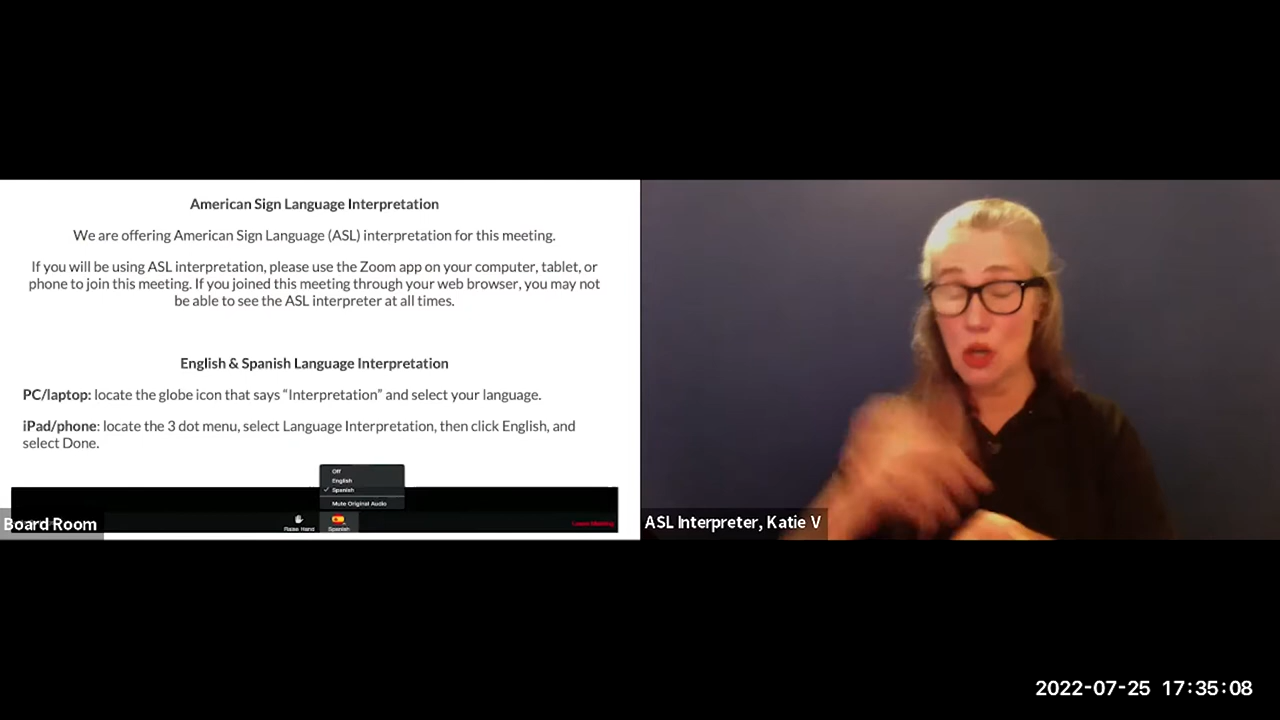 American Sign Language Interpretation
We are offering American Sign Language (ASL) interpretation for this meeting.
If you will be using ASL interpretation, please use the Zoom app on your computer, tablet, or
phone to join this meeting. If you joined this meeting through your web browser, you may not
be able to see the ASL interpreter at all times.
English & Spanish Language Interpretation
PC/laptop: locate the globe icon that says “Interpretation” and select your language.
iPad/phone: locate the 3 dot menu, select Language Interpretation, then click English, and
select Done.
Off
English
✓ Spanish
Mute Original Audio
Raise Hand
Spanish
Leave Meeting
Board Room
ASL Interpreter, Katie V
2022-07-25 17:35:08